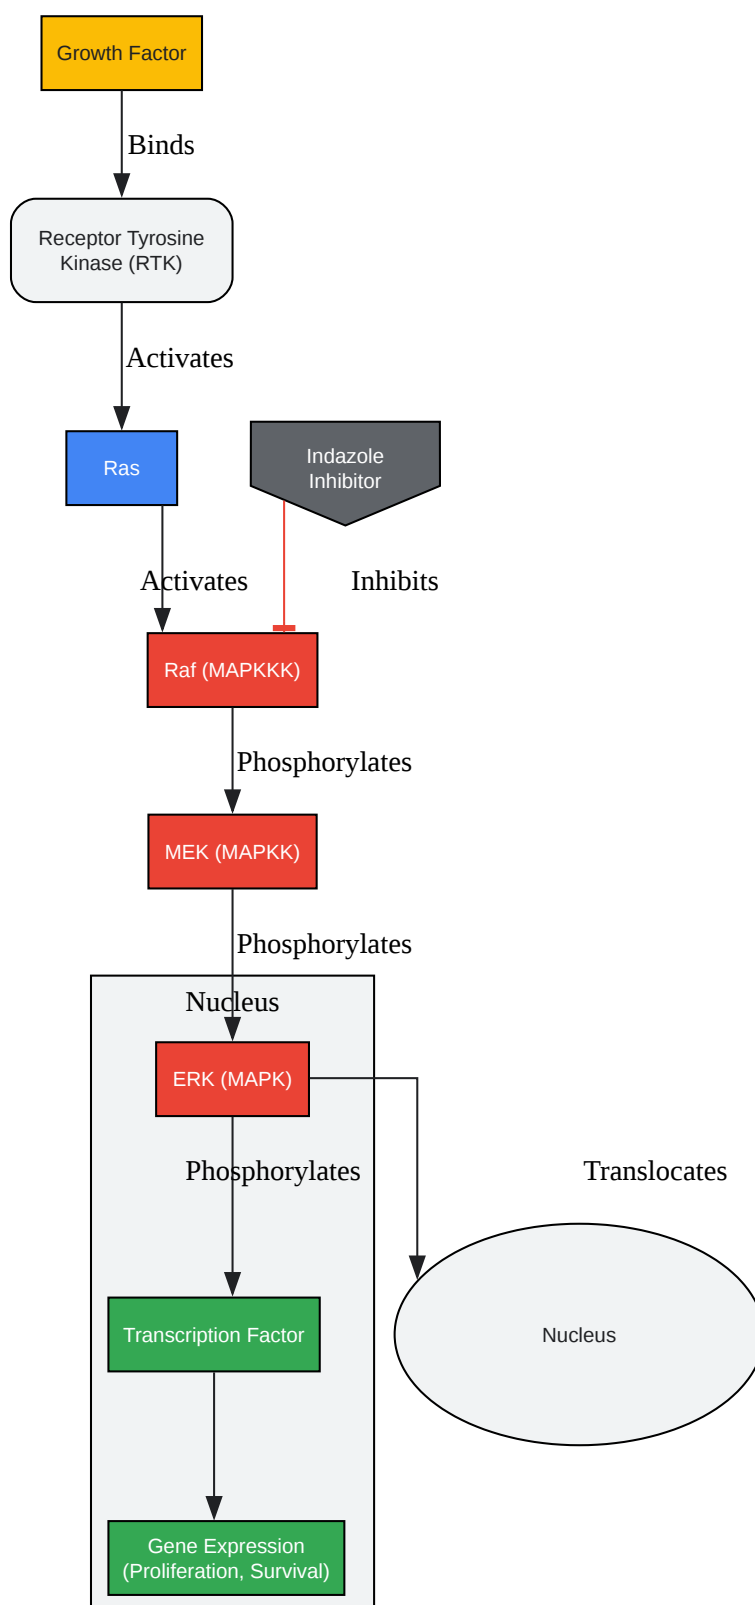 Growth Factor
Binds
Receptor Tyrosine
Kinase (RTK)
Activates
Ras
Indazole
Inhibitor
Activates
Inhibits
Raf (MAPKKK)
Phosphorylates
MEK (MAPKK)
Phosphorylates
Nucleus
ERK (MAPK)
Phosphorylates
Translocates
Transcription Factor
Nucleus
Gene Expression
(Proliferation, Survival)